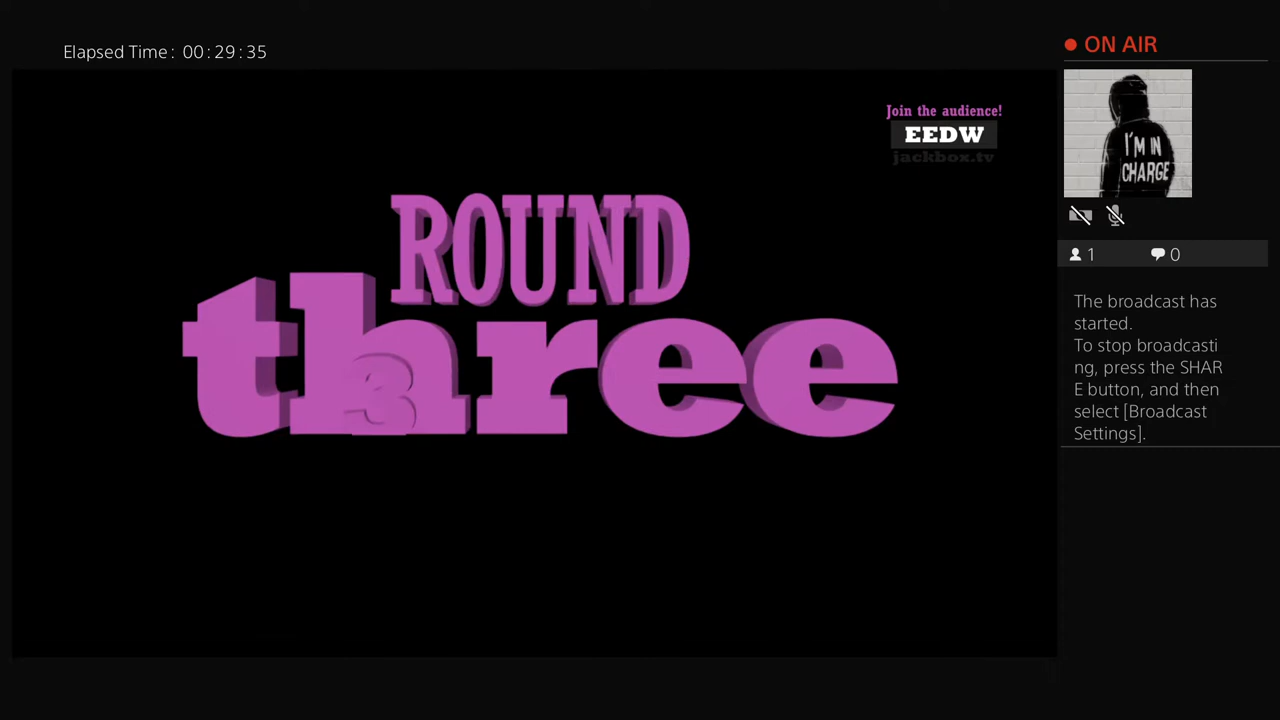 Elapsed Time: 00:29:35
ON AIR
Join the audience!
EEDW
jackbox.tv
I'M IN
CHARGE
ROUND
three
3
1
0
The broadcast has
started.
To stop broadcasti
ng, press the SHAR
E button, and then
select [Broadcast
Settings].